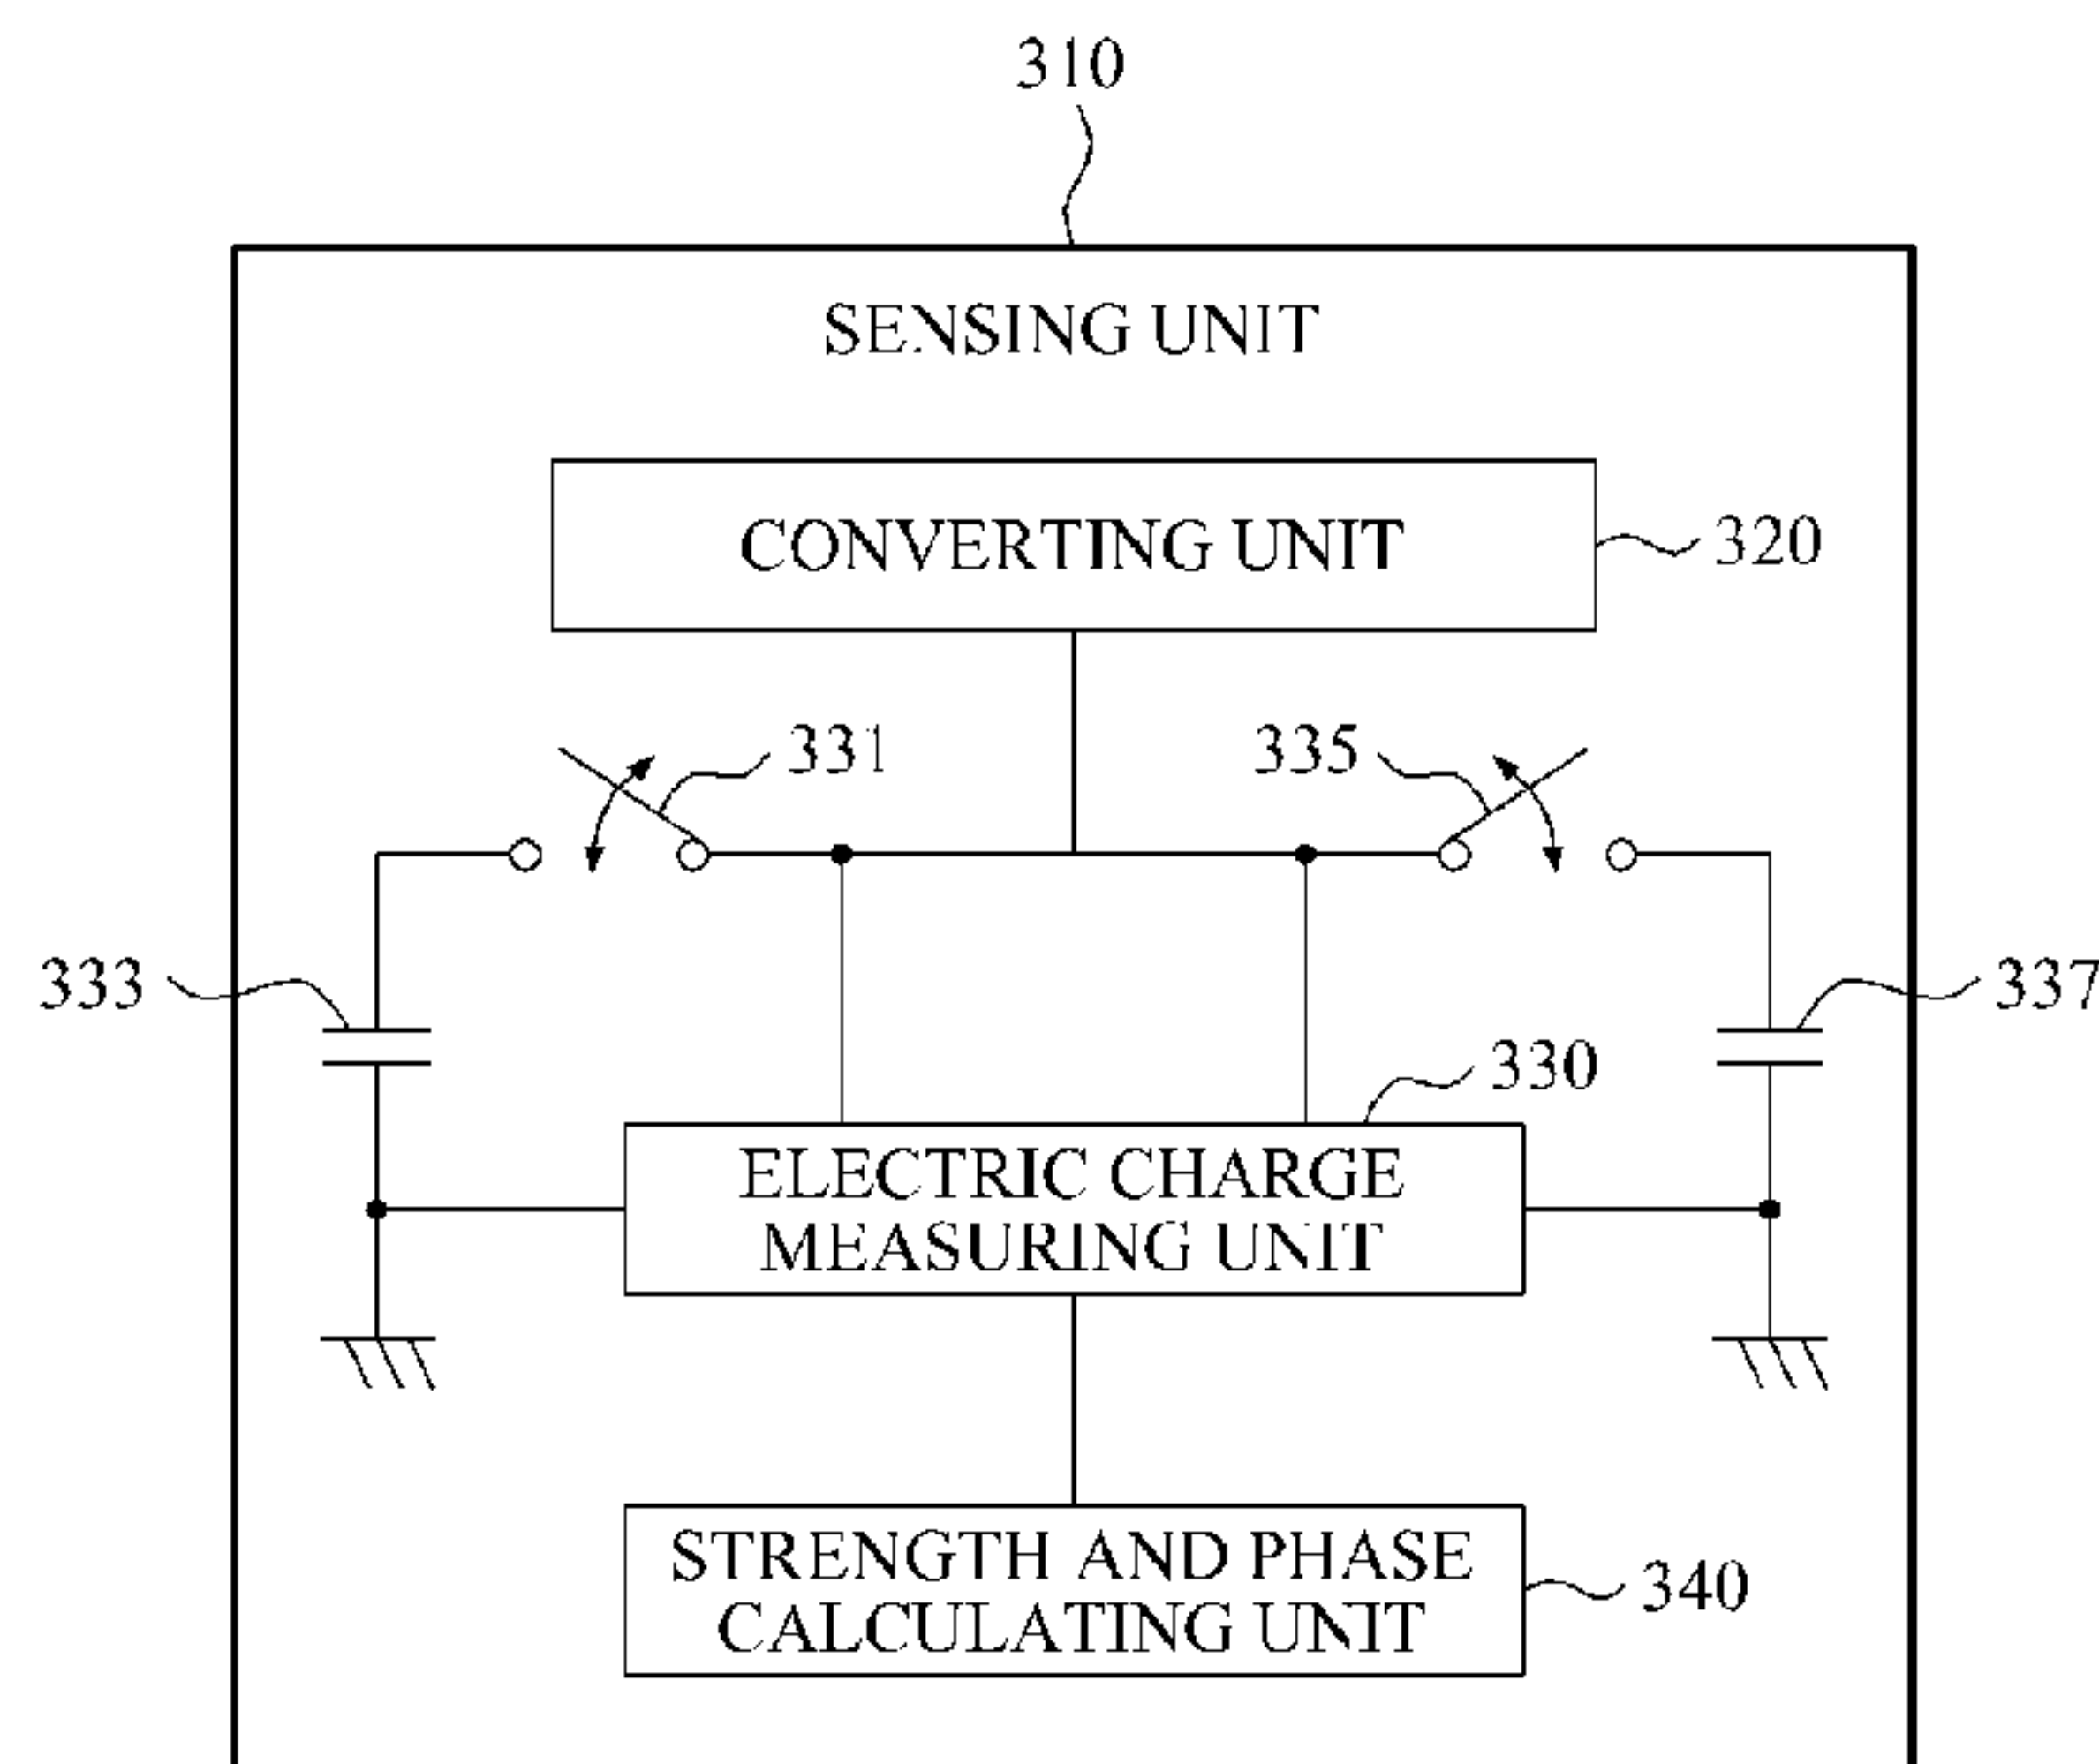 310
SENSING UNIT
CONVERTING UNIT
320
331
335
333
337
330
ELECTRIC CHARGE
MEASURING UNIT
STRENGTH AND PHASE
CALCULATING UNIT
340